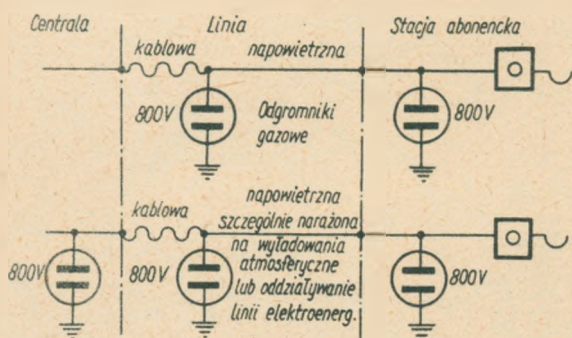 Centrala
Linia
Stacja abonencka
kablowa
napowietrzna
800V
Odgromniki
gazowe
800V
kablowa
napowietrzna
szczególnie narażona
na wyładowania
atmosferyczne
lub oddziaływanie
linii elektroenerg.
800V
800V
800V